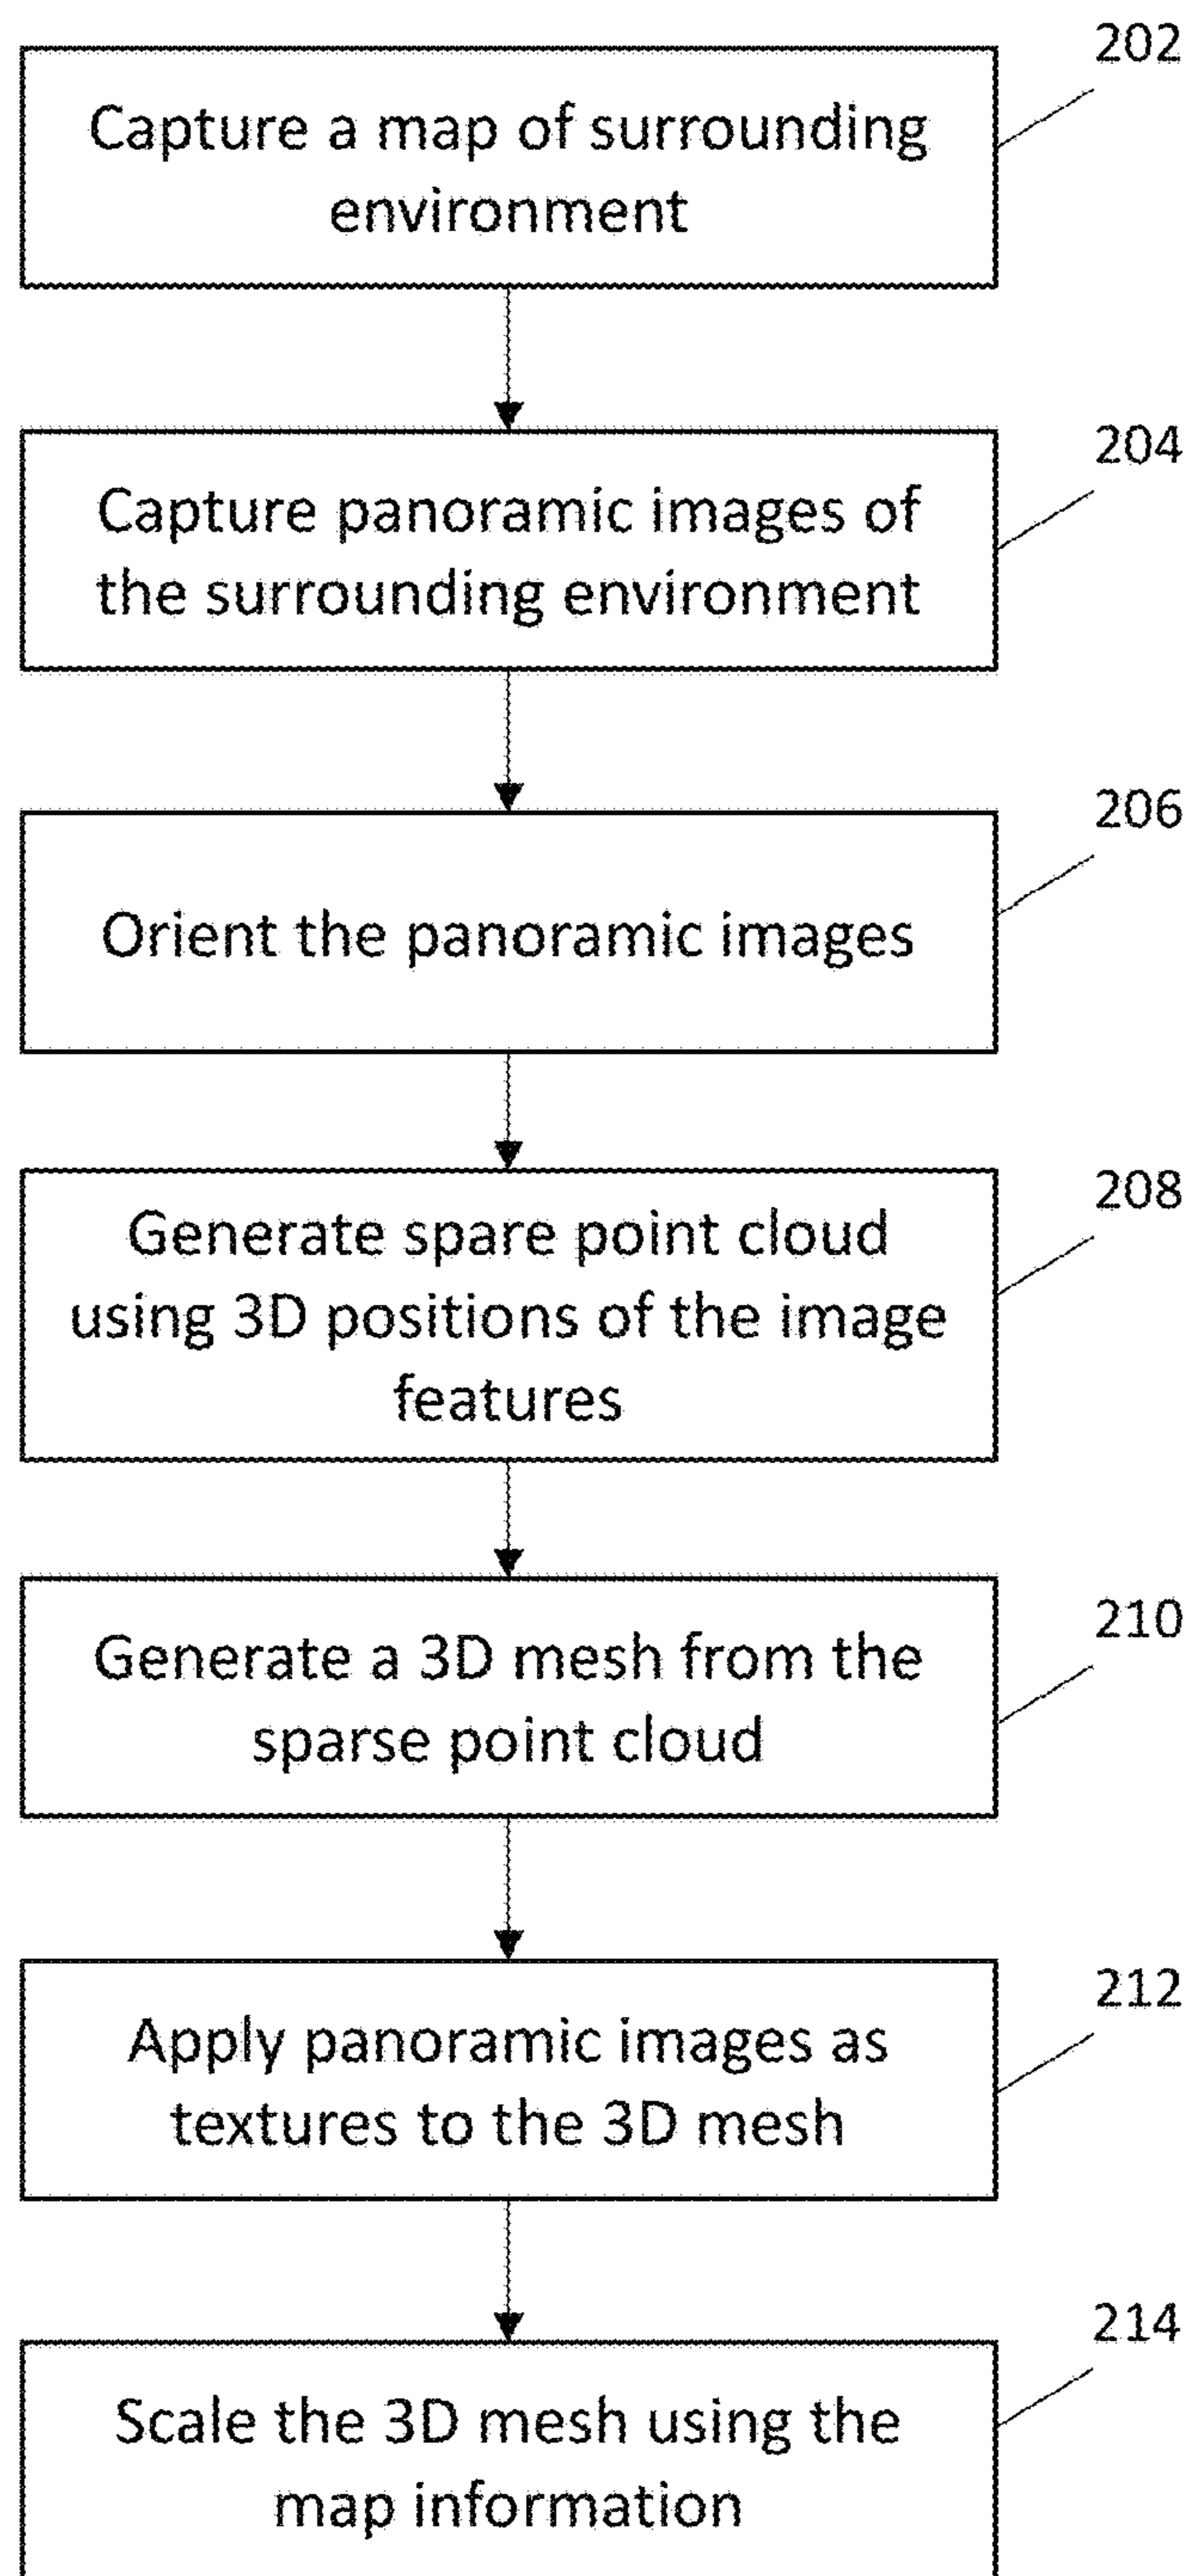 202
Capture a map of surrounding
environment
204
Capture panoramic images of
the surrounding environment
206
Orient the panoramic images
208
Generate spare point cloud
using 3D positions of the image
features
210
Generate a 3D mesh from the
sparse point cloud
212
Apply panoramic images as
textures to the 3D mesh
214
Scale the 3D mesh using the
map information